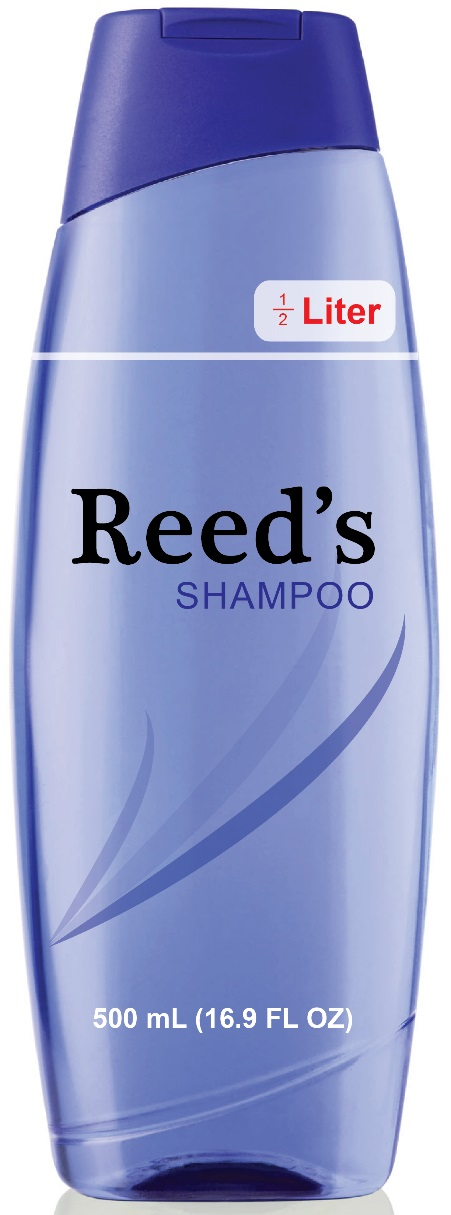 ½ Liter
Reed's
SHAMPOO
500 mL (16.9 FL OZ)